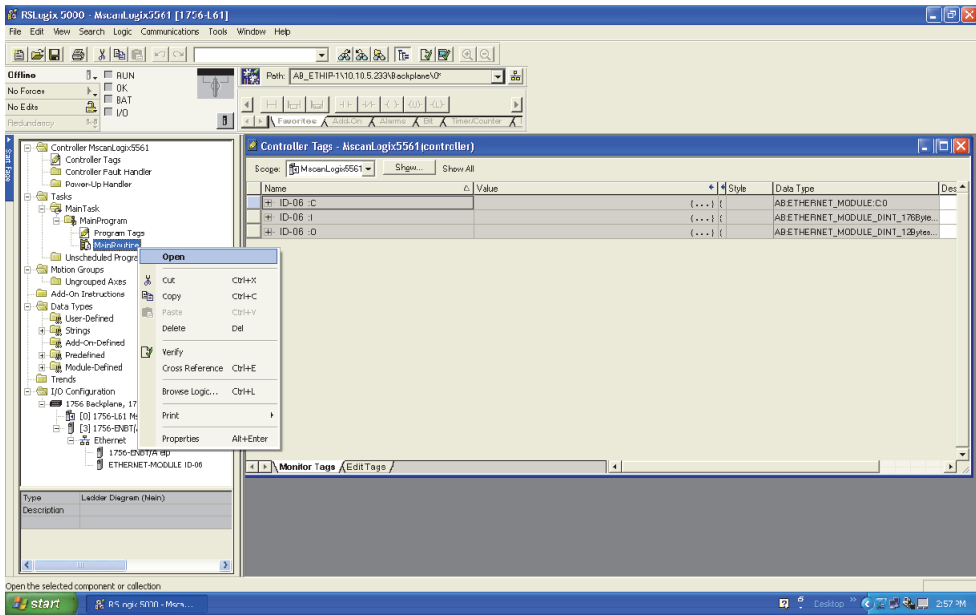 RSLogix 5000 - MscanLogix5561 [1756-L61]
File Edit View Search Logic Communications Tools Window Help
Offline
RUN
No Forces
OK
No Edits
BAT
I/O
Redundancy
Path: AB_ETHIP-1\10.10.5.233\Backplane\0*
Favorites Add-On Alarms Bit Timer/Counter
Start Page
Controller MscanLogix5561
Controller Tags
Controller Fault Handler
Power-Up Handler
Tasks
MainTask
MainProgram
Program Tags
MainRoutine
Unscheduled Progra
Motion Groups
Ungrouped Axes
Add-On Instructions
Data Types
User-Defined
Strings
Add-On-Defined
Predefined
Module-Defined
Trends
I/O Configuration
1756 Backplane, 17
[0] 1756-L61 Ms
[3] 1756-ENBT/
Ethernet
1756-ENBT/A eip
ETHERNET-MODULE ID-06
Open
Cut Ctrl+X
Copy Ctrl+C
Paste Ctrl+V
Delete Del
Verify
Cross Reference Ctrl+E
Browse Logic... Ctrl+L
Print
Properties Alt+Enter
Controller Tags - MscanLogix5561(controller)
Scope: MscanLogix5561 Show... Show All
Name Value Style Data Type Des
ID-06 :C {...} { AB:ETHERNET_MODULE:C:0
ID-06 :I {...} { AB:ETHERNET_MODULE_DINT_176Byte...
ID-06 :O {...} { AB:ETHERNET_MODULE_DINT_12Bytes...
Monitor Tags Edit Tags
Type Ladder Diagram (Main)
Description
Open the selected component or collection
start
RSLogix 5000 - Msca...
Desktop
2:57 PM